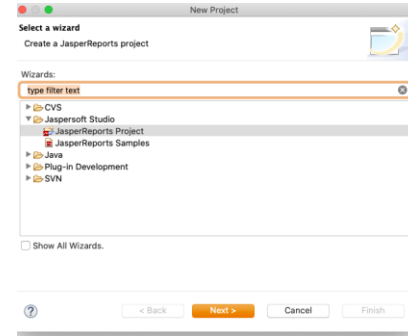 New Project
Select a wizard
Create a JasperReports project
Wizards:
type filter text
CVS
Jaspersoft Studio
JasperReports Project
JasperReports Samples
Java
Plug-in Development
SVN
Show All Wizards.
? < Back Next > Cancel Finish